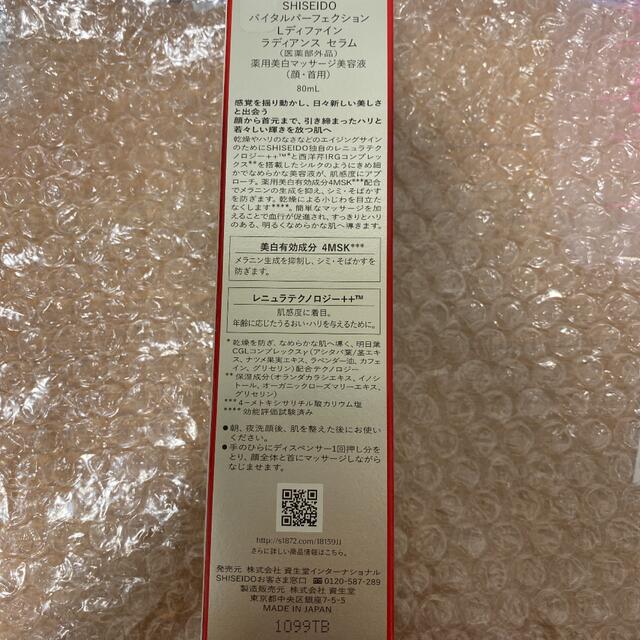 SHISEIDO
バイタルパーフェクション
Lディファイン
ラディアンス セラム
(医薬部外品)
薬用美白マッサージ美容液
(顔・首用)
80mL
感覚を揺り動かし、日々新しい美しさ
と出会う
顔から首元まで、引き締まったハリと
若々しい輝きを放つ肌へ
乾燥やハリのなさなどのエイジングサイン
のためにSHISEIDO独自のレニュラテク
ノロジー++™*と西洋芹IRGコンプレッ
クス**を搭載したシルクのようにきめ細
かでなめらかな美容液が、肌感度にアプ
ローチ。薬用美白有効成分4MSK***配合
でメラニンの生成を抑え、シミ・そばかす
を防ぎます。乾燥による小じわを目立た
なくします****。簡単なマッサージを加
えることで血行が促進され、すっきりとハリ
のある、明るくなめらかな肌へ導きます。
美白有効成分 4MSK***
メラニン生成を抑制し、シミ・そばかすを
防ぎます。
レニュラテクノロジー++™
肌感度に着目。
年齢に応じたうるおい・ハリを与えるために。
* 乾燥を防ぎ、なめらかな肌へ導く、明日葉
CGLコンプレックスγ(アシタバ葉/茎エキ
ス、ナツメ果実エキス、ラベンダー油、カフェ
イン、グリセリン)配合テクノロジー
** 保湿成分(オランダカラシエキス、イノシ
トール、オーガニックローズマリーエキス、
グリセリン)
*** 4-メトキシサリチル酸カリウム塩
**** 効能評価試験済み
●朝、夜洗顔後、肌を整えた後にお使い
ください。
●手のひらにディスペンサー1回押し分を
とり、顔全体と首にマッサージしながら
なじませます。
http://s1872.com/18159JJ
さらに詳しい商品情報はこちら。
発売元 株式会社 資生堂インターナショナル
SHISEIDOお客さま窓口 0120-587-289
製造販売元 株式会社 資生堂
東京都中央区銀座7-5-5
MADE IN JAPAN
1099TB